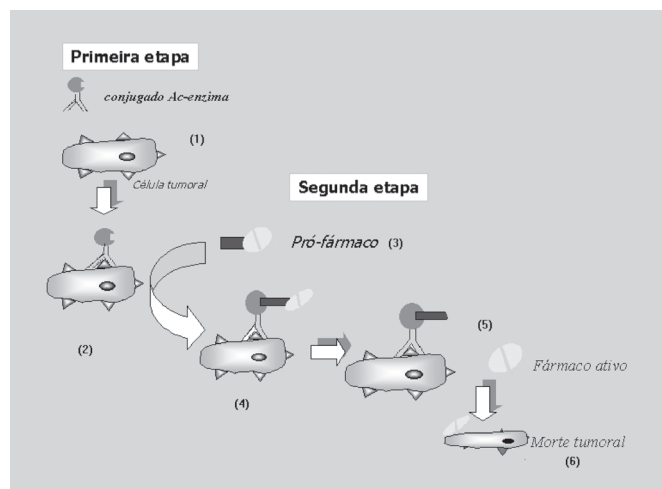 Primeira etapa
conjugado Ac-enzima
(1)
Célula tumoral
Segunda etapa
Pró-fármaco (3)
(2)
(4)
(5)
Fármaco ativo
Morte tumoral
(6)